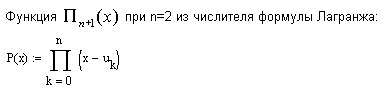 Функция Π_{n+1}(x) при n=2 из числителя формулы Лагранжа:
P(x) := ∏_{k = 0}^{n} (x − u_k)